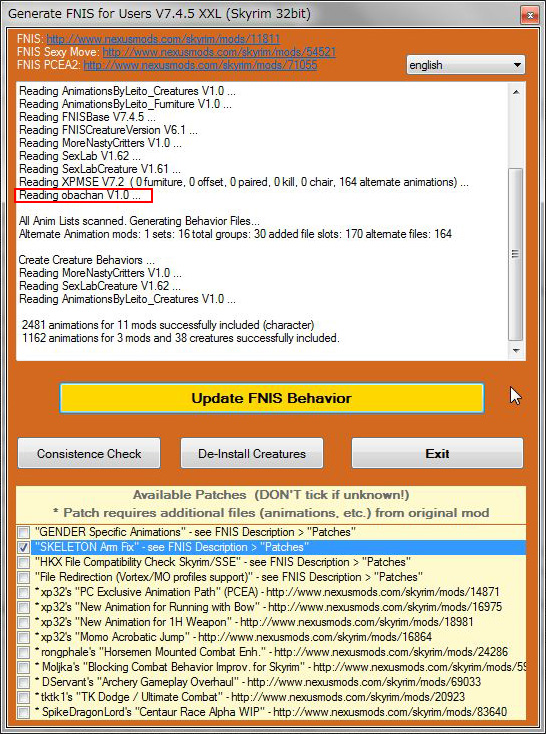 Generate FNIS for Users V7.4.5 XXL (Skyrim 32bit)
FNIS: http://www.nexusmods.com/skyrim/mods/11811
FNIS Sexy Move: http://www.nexusmods.com/skyrim/mods/54521
FNIS PCEA2: http://www.nexusmods.com/skyrim/mods/71055
english
Reading AnimationsByLeito_Creatures V1.0 ...
Reading AnimationsByLeito_Furniture V1.0 ...
Reading FNISBase V7.4.5 ...
Reading FNISCreatureVersion V6.1 ...
Reading MoreNastyCritters V1.0 ...
Reading SexLab V1.62 ...
Reading SexLabCreature V1.61 ...
Reading XPMSE V7.2 ( 0 furniture, 0 offset, 0 paired, 0 kill, 0 chair, 164 alternate animations) ...
Reading obachan V1.0 ...
All Anim Lists scanned. Generating Behavior Files...
Alternate Animation mods: 1 sets: 16 total groups: 30 added file slots: 170 alternate files: 164
Create Creature Behaviors ...
Reading MoreNastyCritters V1.0 ...
Reading SexLabCreature V1.62 ...
Reading AnimationsByLeito_Creatures V1.0 ...
2481 animations for 11 mods successfully included (character)
1162 animations for 3 mods and 38 creatures successfully included.
Update FNIS Behavior
Consistence Check
De-Install Creatures
Exit
Available Patches (DON'T tick if unknown!)
* Patch requires additional files (animations, etc.) from original mod
"GENDER Specific Animations" - see FNIS Description > "Patches"
"SKELETON Arm Fix" - see FNIS Description > "Patches"
"HKX File Compatibility Check Skyrim/SSE" - see FNIS Description > "Patches"
"File Redirection (Vortex/MO profiles support)" - see FNIS Description > "Patches"
* xp32's "PC Exclusive Animation Path" (PCEA) - http://www.nexusmods.com/skyrim/mods/14871
* xp32's "New Animation for Running with Bow" - http://www.nexusmods.com/skyrim/mods/16975
* xp32's "New Animation for 1H Weapon" - http://www.nexusmods.com/skyrim/mods/18981
* xp32's "Momo Acrobatic Jump" - http://www.nexusmods.com/skyrim/mods/16864
* rongphale's "Horsemen Mounted Combat Enh." - http://www.nexusmods.com/skyrim/mods/24286
* Moljka's "Blocking Combat Behavior Improv. for Skyrim" - http://www.nexusmods.com/skyrim/mods/59
* DServant's "Archery Gameplay Overhaul" - http://www.nexusmods.com/skyrim/mods/69033
* tktk1's "TK Dodge / Ultimate Combat" - http://www.nexusmods.com/skyrim/mods/20923
* SpikeDragonLord's "Centaur Race Alpha WIP" - http://www.nexusmods.com/skyrim/mods/83640